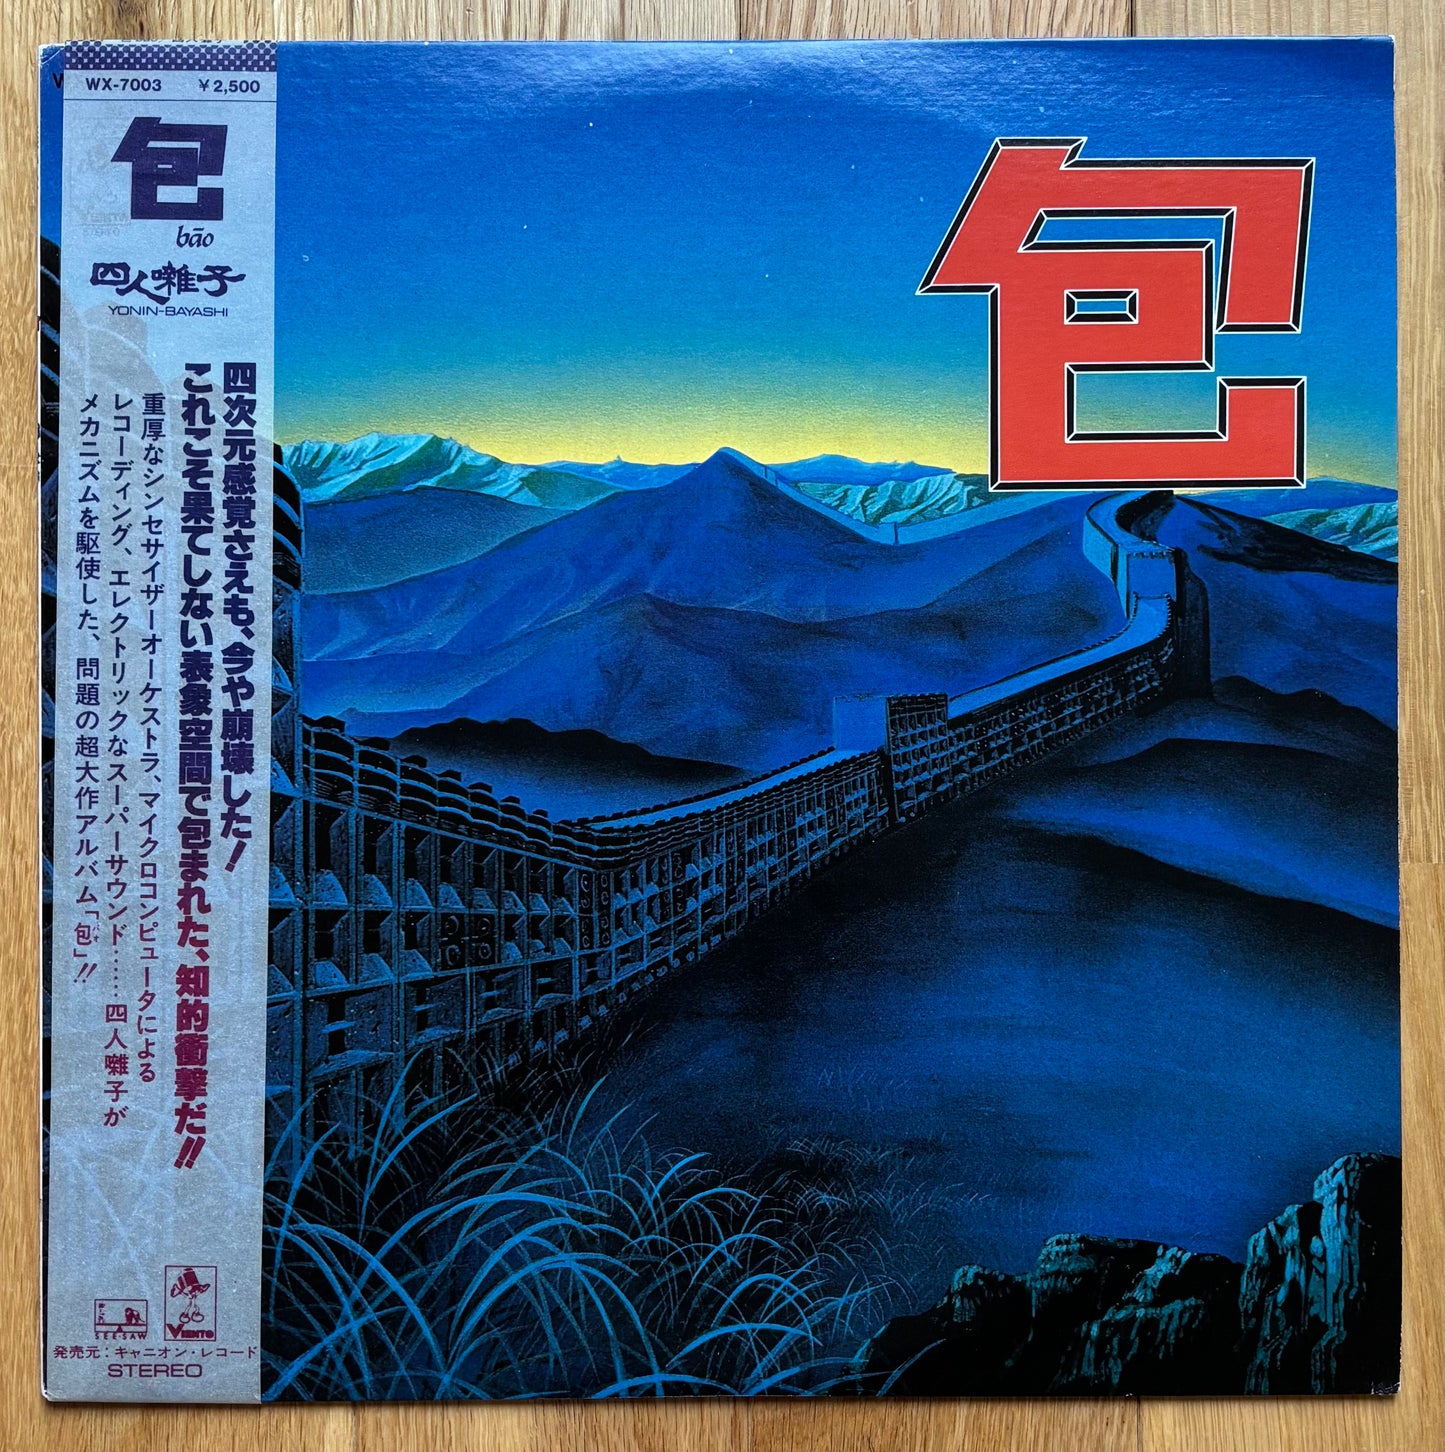 WX-7003 ¥2,500
包
bāo
四人囃子
YONIN-BAYASHI
四次元感覚さえも、今や崩壊した!
これこそ果てしない表象空間で包まれた、知的衝撃だ!!
重厚なシンセサイザーオーケストラ、マイクロコンピュータによる
レコーディング、エレクトリックなスーパーサウンド……四人囃子が
メカニズムを駆使した、問題の超大作アルバム「包」!!
パオ
SEE・SAW
VIENTO
発売元:キャニオン・レコード
STEREO
包